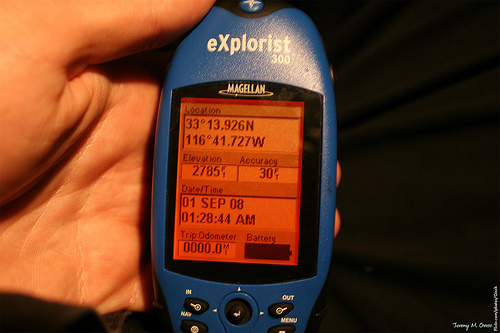 eXplorist
300
MAGELLAN
Location
33°13.926N
116°41.727W
Elevation Accuracy
2785FT 30FT
Date/Time
01 SEP 08
01:28:44 AM
Trip Odometer Battery
0000.0MI
IN OUT
NAV MENU